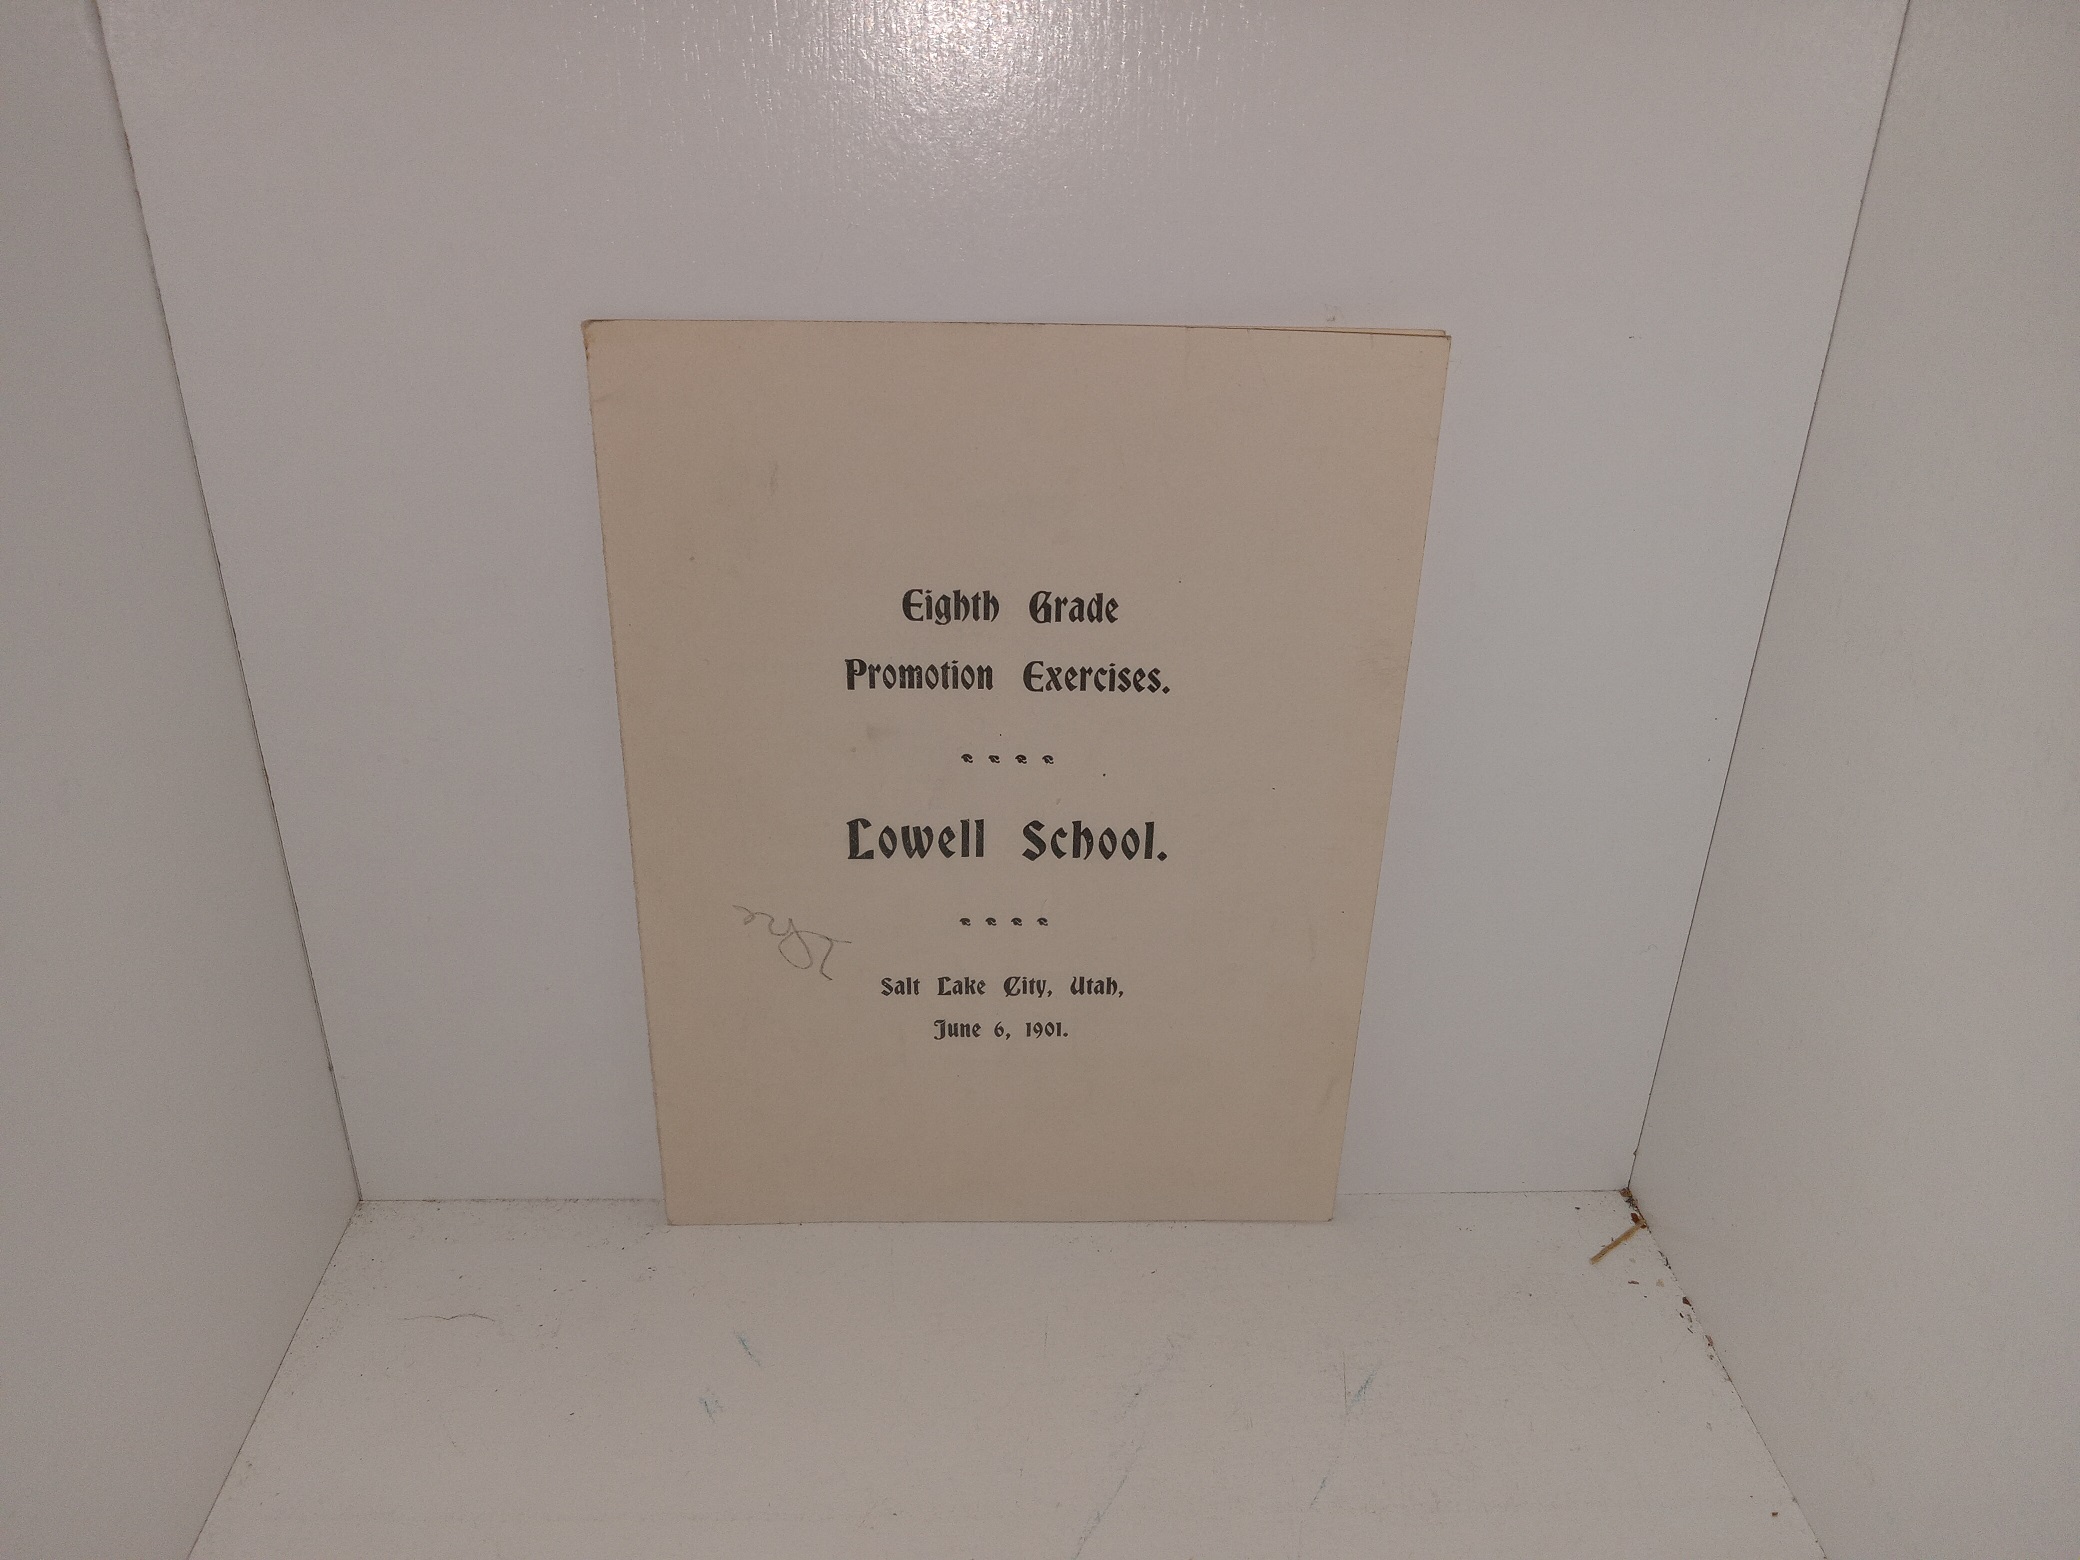 Eighth Grade
Promotion Exercises.
Lowell School.
Salt Lake City, Utah,
June 6, 1901.